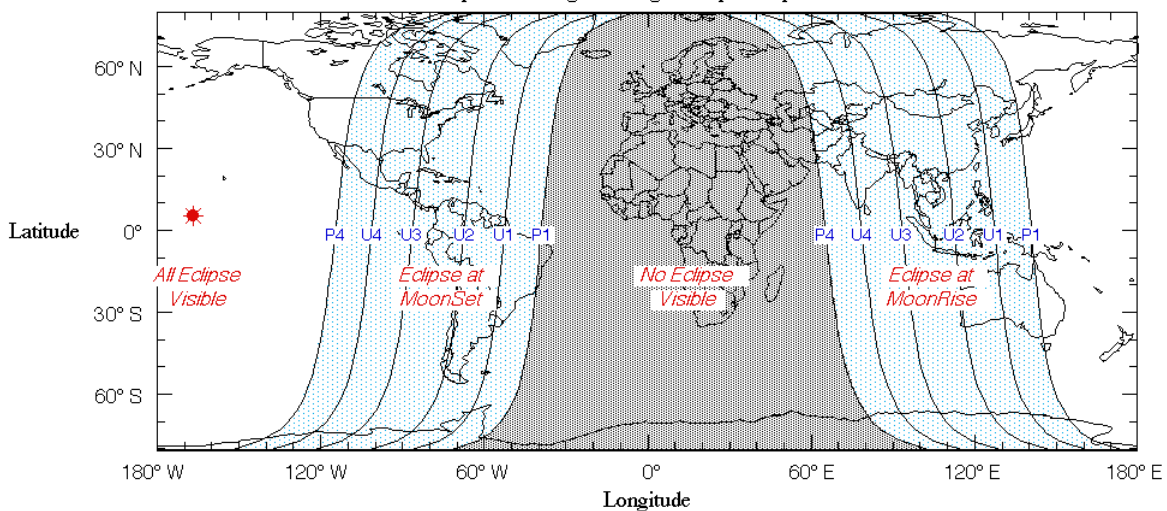 60° N
30° N
Latitude
0°
P4 U4 U3 U2 U1 P1 P4 U4 U3 U2 U1 P1
All Eclipse Eclipse at No Eclipse Eclipse at
Visible MoonSet Visible MoonRise
30° S
60° S
180° W 120° W 60° W 0° 60° E 120° E 180° E
Longitude